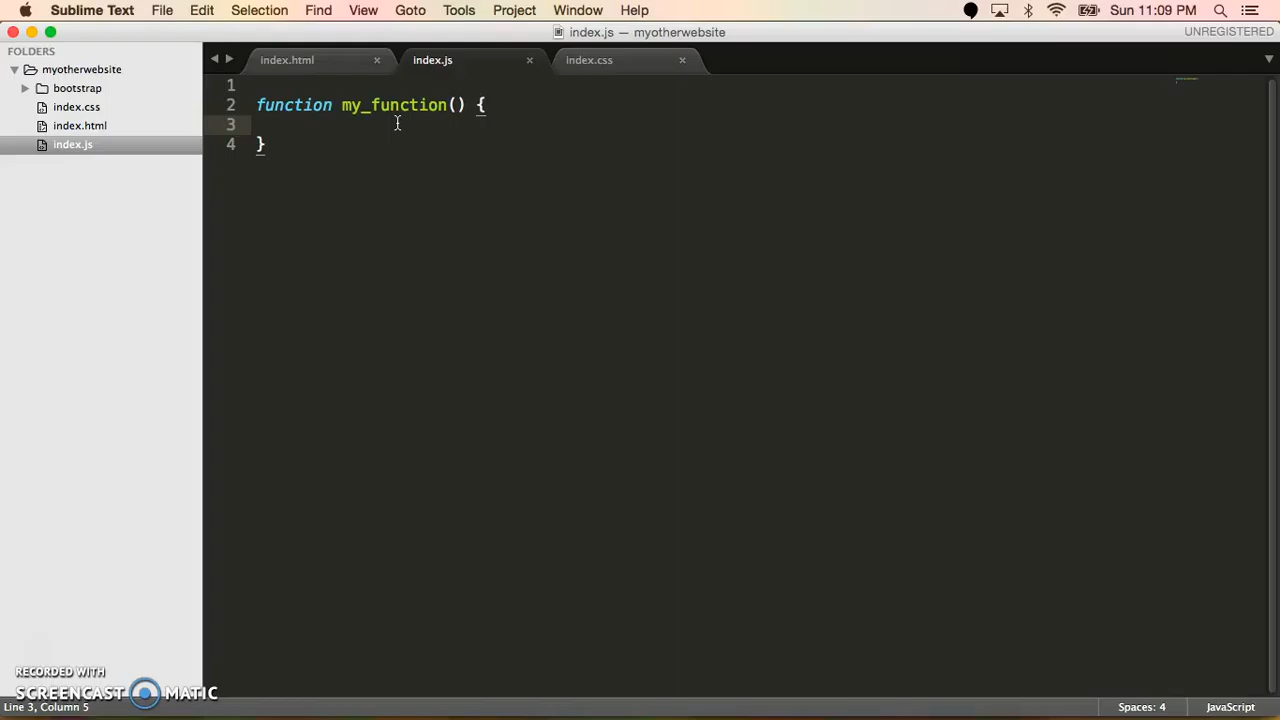 Sublime Text File Edit Selection Find View Goto Tools Project Window Help Sun 11:09 PM
index.js — myotherwebsite UNREGISTERED
FOLDERS
myotherwebsite
bootstrap
index.css
index.html
index.js
index.html index.js index.css
1
2 function my_function() {
3
4 }
RECORDED WITH
SCREENCAST MATIC
Line 3, Column 5 Spaces: 4 JavaScript